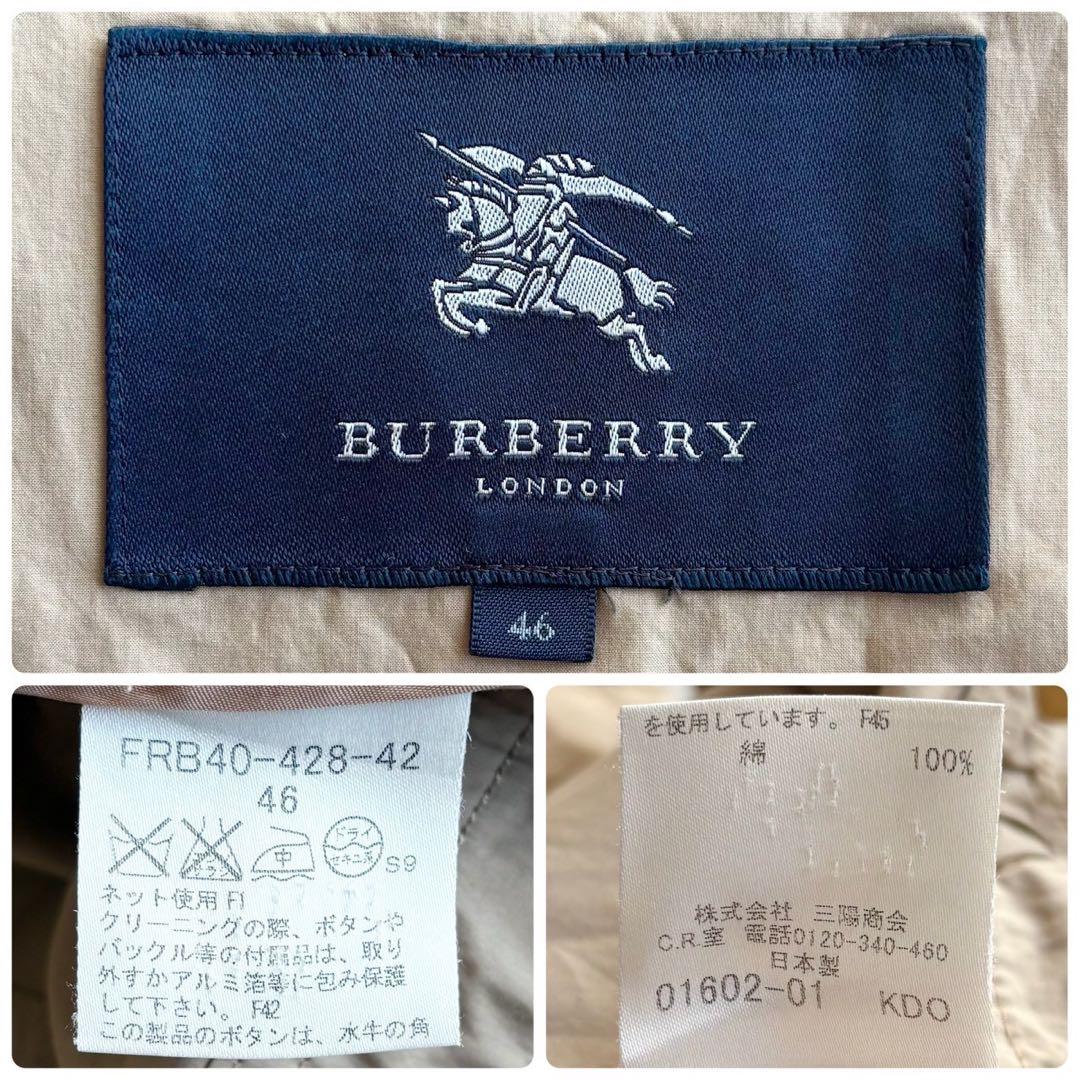 BURBERRY
LONDON
46
FRB40-428-42
46
中
ドライ
セキユ系
S9
ネット使用 F1
クリーニングの際、ボタンや
バックル等の付属品は、取り
外すかアルミ箔等に包み保護
して下さい。 F42
この製品のボタンは、水牛の角
を使用しています。 F45
綿 100%
株式会社 三陽商会
C.R.室 電話0120-340-460
日本製
01602-01 KDO